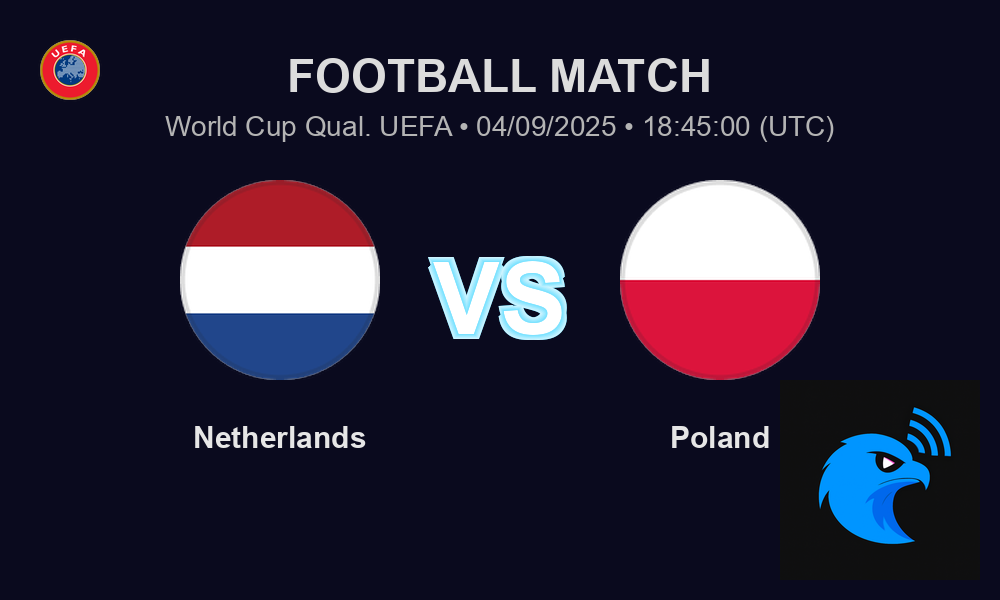 UEFA
FOOTBALL MATCH
World Cup Qual. UEFA • 04/09/2025 • 18:45:00 (UTC)
VS
Netherlands
Poland